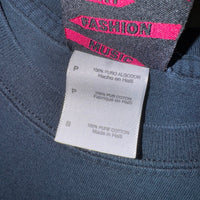 FASHION
MUSIC
P
100% PURO ALGODON
Hecho en Haiti
P
100% PUR COTON
Fabriqué en Haiti
S
100% PURE COTTON
Made in Haiti